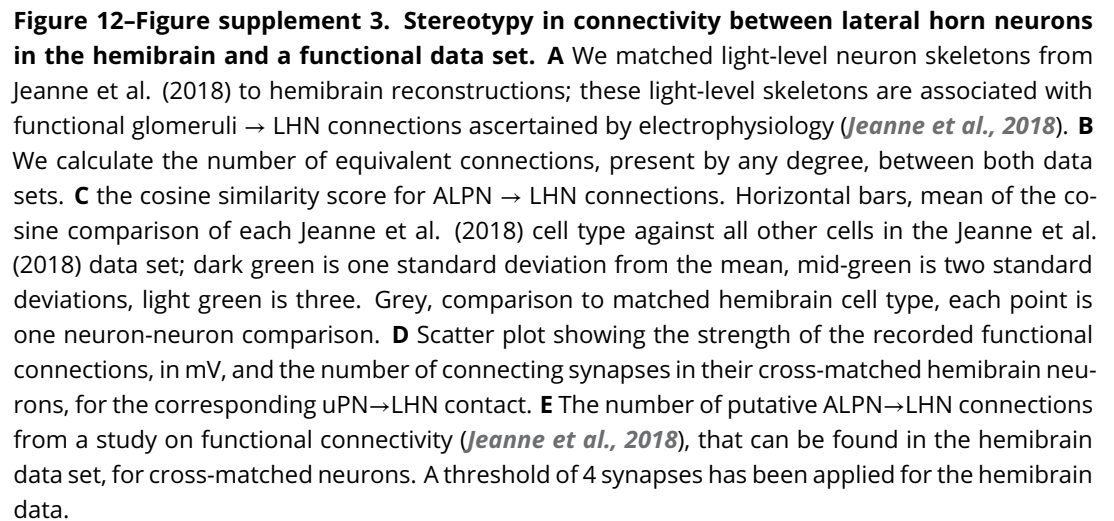 Figure 12–Figure supplement 3. Stereotypy in connectivity between lateral horn neurons
in the hemibrain and a functional data set. A We matched light-level neuron skeletons from
Jeanne et al. (2018) to hemibrain reconstructions; these light-level skeletons are associated with
functional glomeruli → LHN connections ascertained by electrophysiology (Jeanne et al., 2018). B
We calculate the number of equivalent connections, present by any degree, between both data
sets. C the cosine similarity score for ALPN → LHN connections. Horizontal bars, mean of the co-
sine comparison of each Jeanne et al. (2018) cell type against all other cells in the Jeanne et al.
(2018) data set; dark green is one standard deviation from the mean, mid-green is two standard
deviations, light green is three. Grey, comparison to matched hemibrain cell type, each point is
one neuron-neuron comparison. D Scatter plot showing the strength of the recorded functional
connections, in mV, and the number of connecting synapses in their cross-matched hemibrain neu-
rons, for the corresponding uPN→LHN contact. E The number of putative ALPN→LHN connections
from a study on functional connectivity (Jeanne et al., 2018), that can be found in the hemibrain
data set, for cross-matched neurons. A threshold of 4 synapses has been applied for the hemibrain
data.